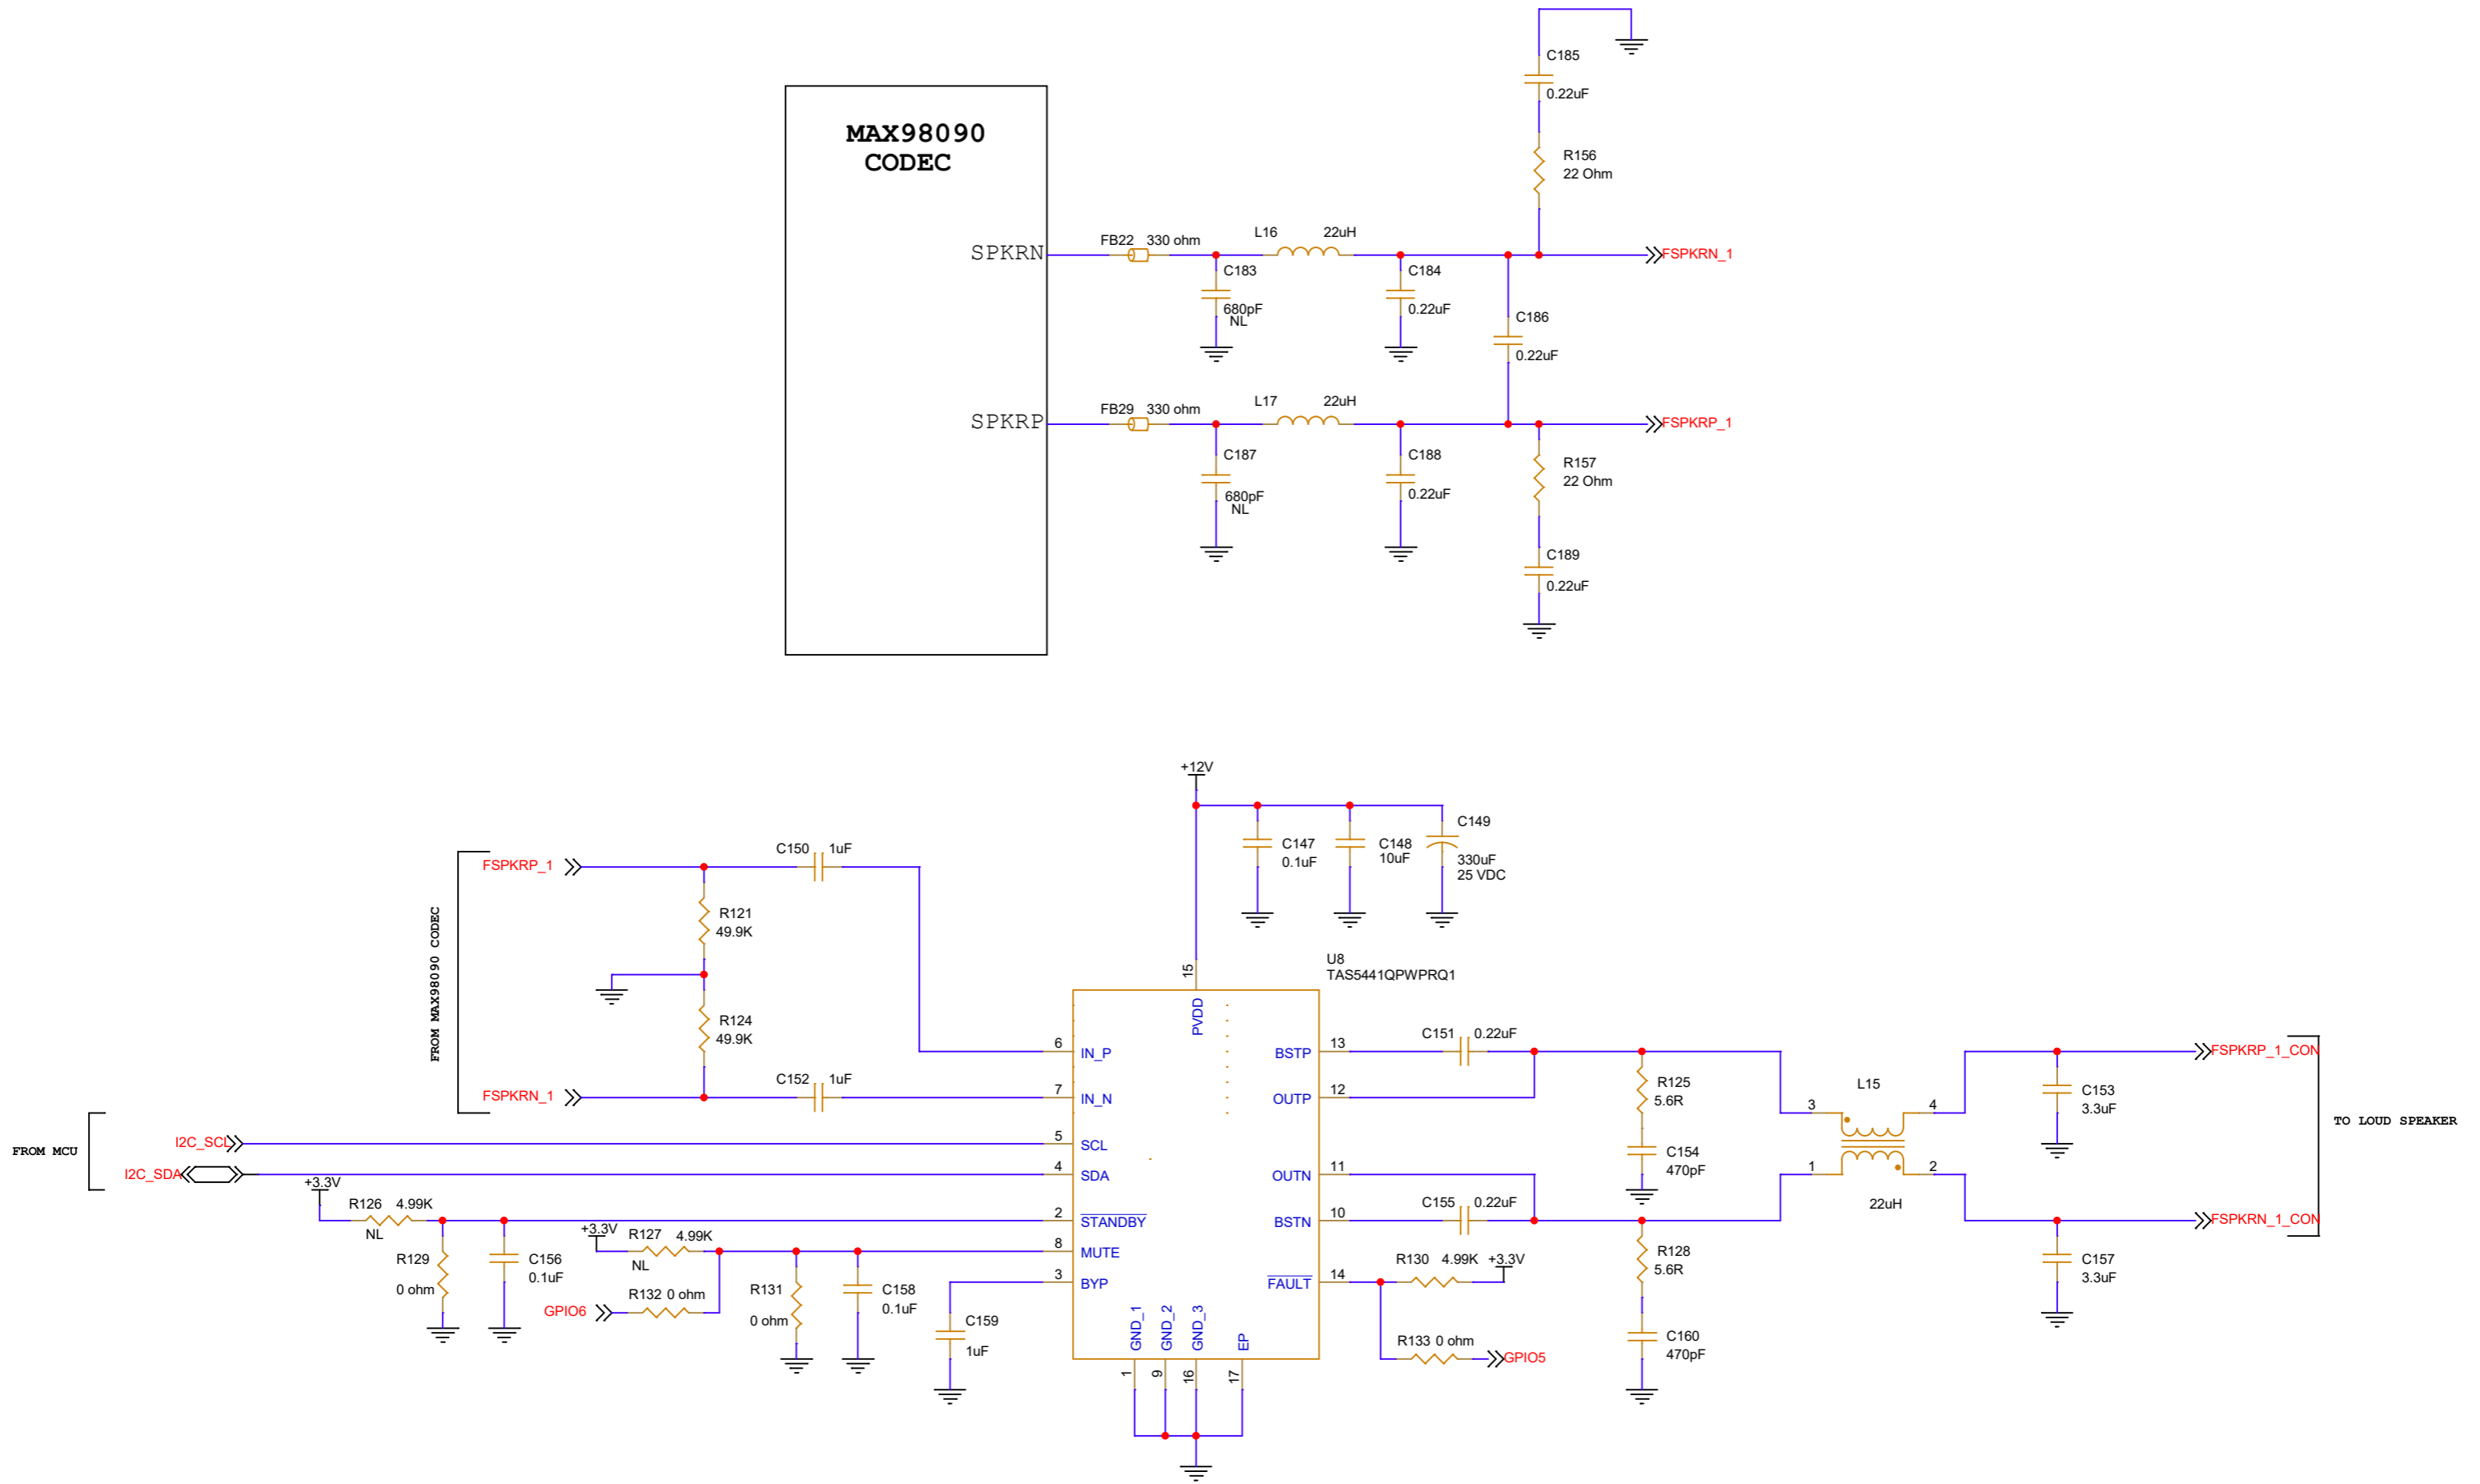 C185
0.22uF
MAX98090
CODEC
R156
22 Ohm
SPKRN
FB22 330 ohm
L16 22uH
FSPKRN_1
C183
680pF
NL
C184
0.22uF
C186
0.22uF
SPKRP
FB29 330 ohm
L17 22uH
FSPKRP_1
C187
680pF
NL
C188
0.22uF
R157
22 Ohm
C189
0.22uF
+12V
C147
0.1uF
C148
10uF
C149
330uF
25 VDC
FROM MAX98090 CODEC
FSPKRP_1
C150 1uF
R121
49.9K
R124
49.9K
FSPKRN_1
C152 1uF
U8
TAS5441QPWPRQ1
15
PVDD
6 IN_P
7 IN_N
5 SCL
4 SDA
2 STANDBY
8 MUTE
3 BYP
BSTP 13
OUTP 12
OUTN 11
BSTN 10
FAULT 14
GND_1
GND_2
GND_3
EP
1
9
16
17
FROM MCU
I2C_SCL
I2C_SDA
+3.3V
R126 4.99K
NL
R129
0 ohm
C156
0.1uF
+3.3V
R127 4.99K
NL
GPIO6
R132 0 ohm
R131
0 ohm
C158
0.1uF
C159
1uF
C151 0.22uF
C155 0.22uF
R125
5.6R
C154
470pF
R130 4.99K +3.3V
R133 0 ohm
GPIO5
R128
5.6R
C160
470pF
L15
3
4
1
2
22uH
FSPKRP_1_CON
C153
3.3uF
FSPKRN_1_CON
C157
3.3uF
TO LOUD SPEAKER